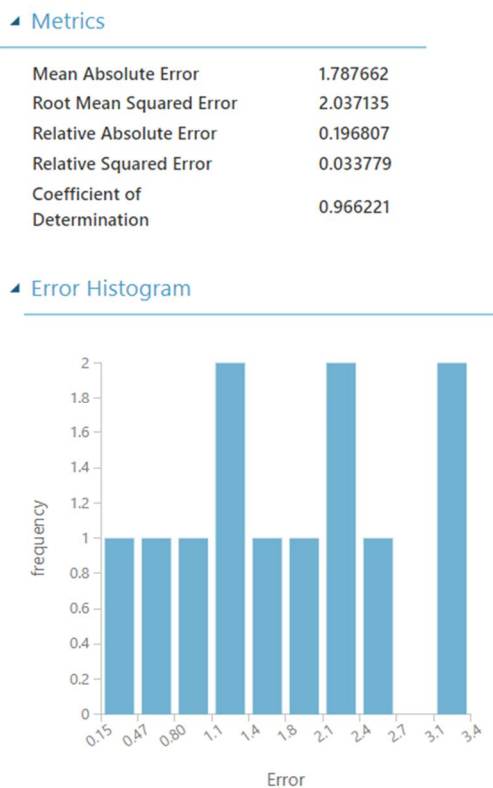 Metrics
Mean Absolute Error 1.787662
Root Mean Squared Error 2.037135
Relative Absolute Error 0.196807
Relative Squared Error 0.033779
Coefficient of
Determination 0.966221
Error Histogram
2
1.8
1.6
1.4
1.2
1
0.8
0.6
0.4
0.2
0
frequency
0.15 0.47 0.80 1.1 1.4 1.8 2.1 2.4 2.7 3.1 3.4
Error